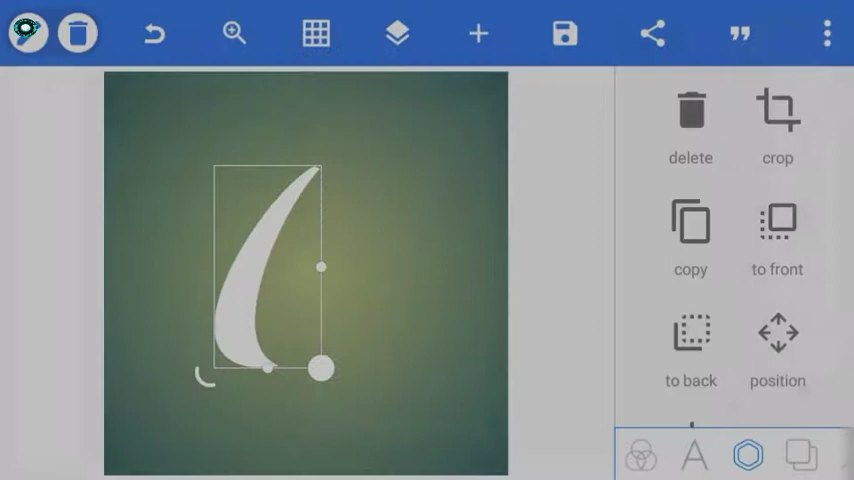 delete
crop
copy
to front
to back
position